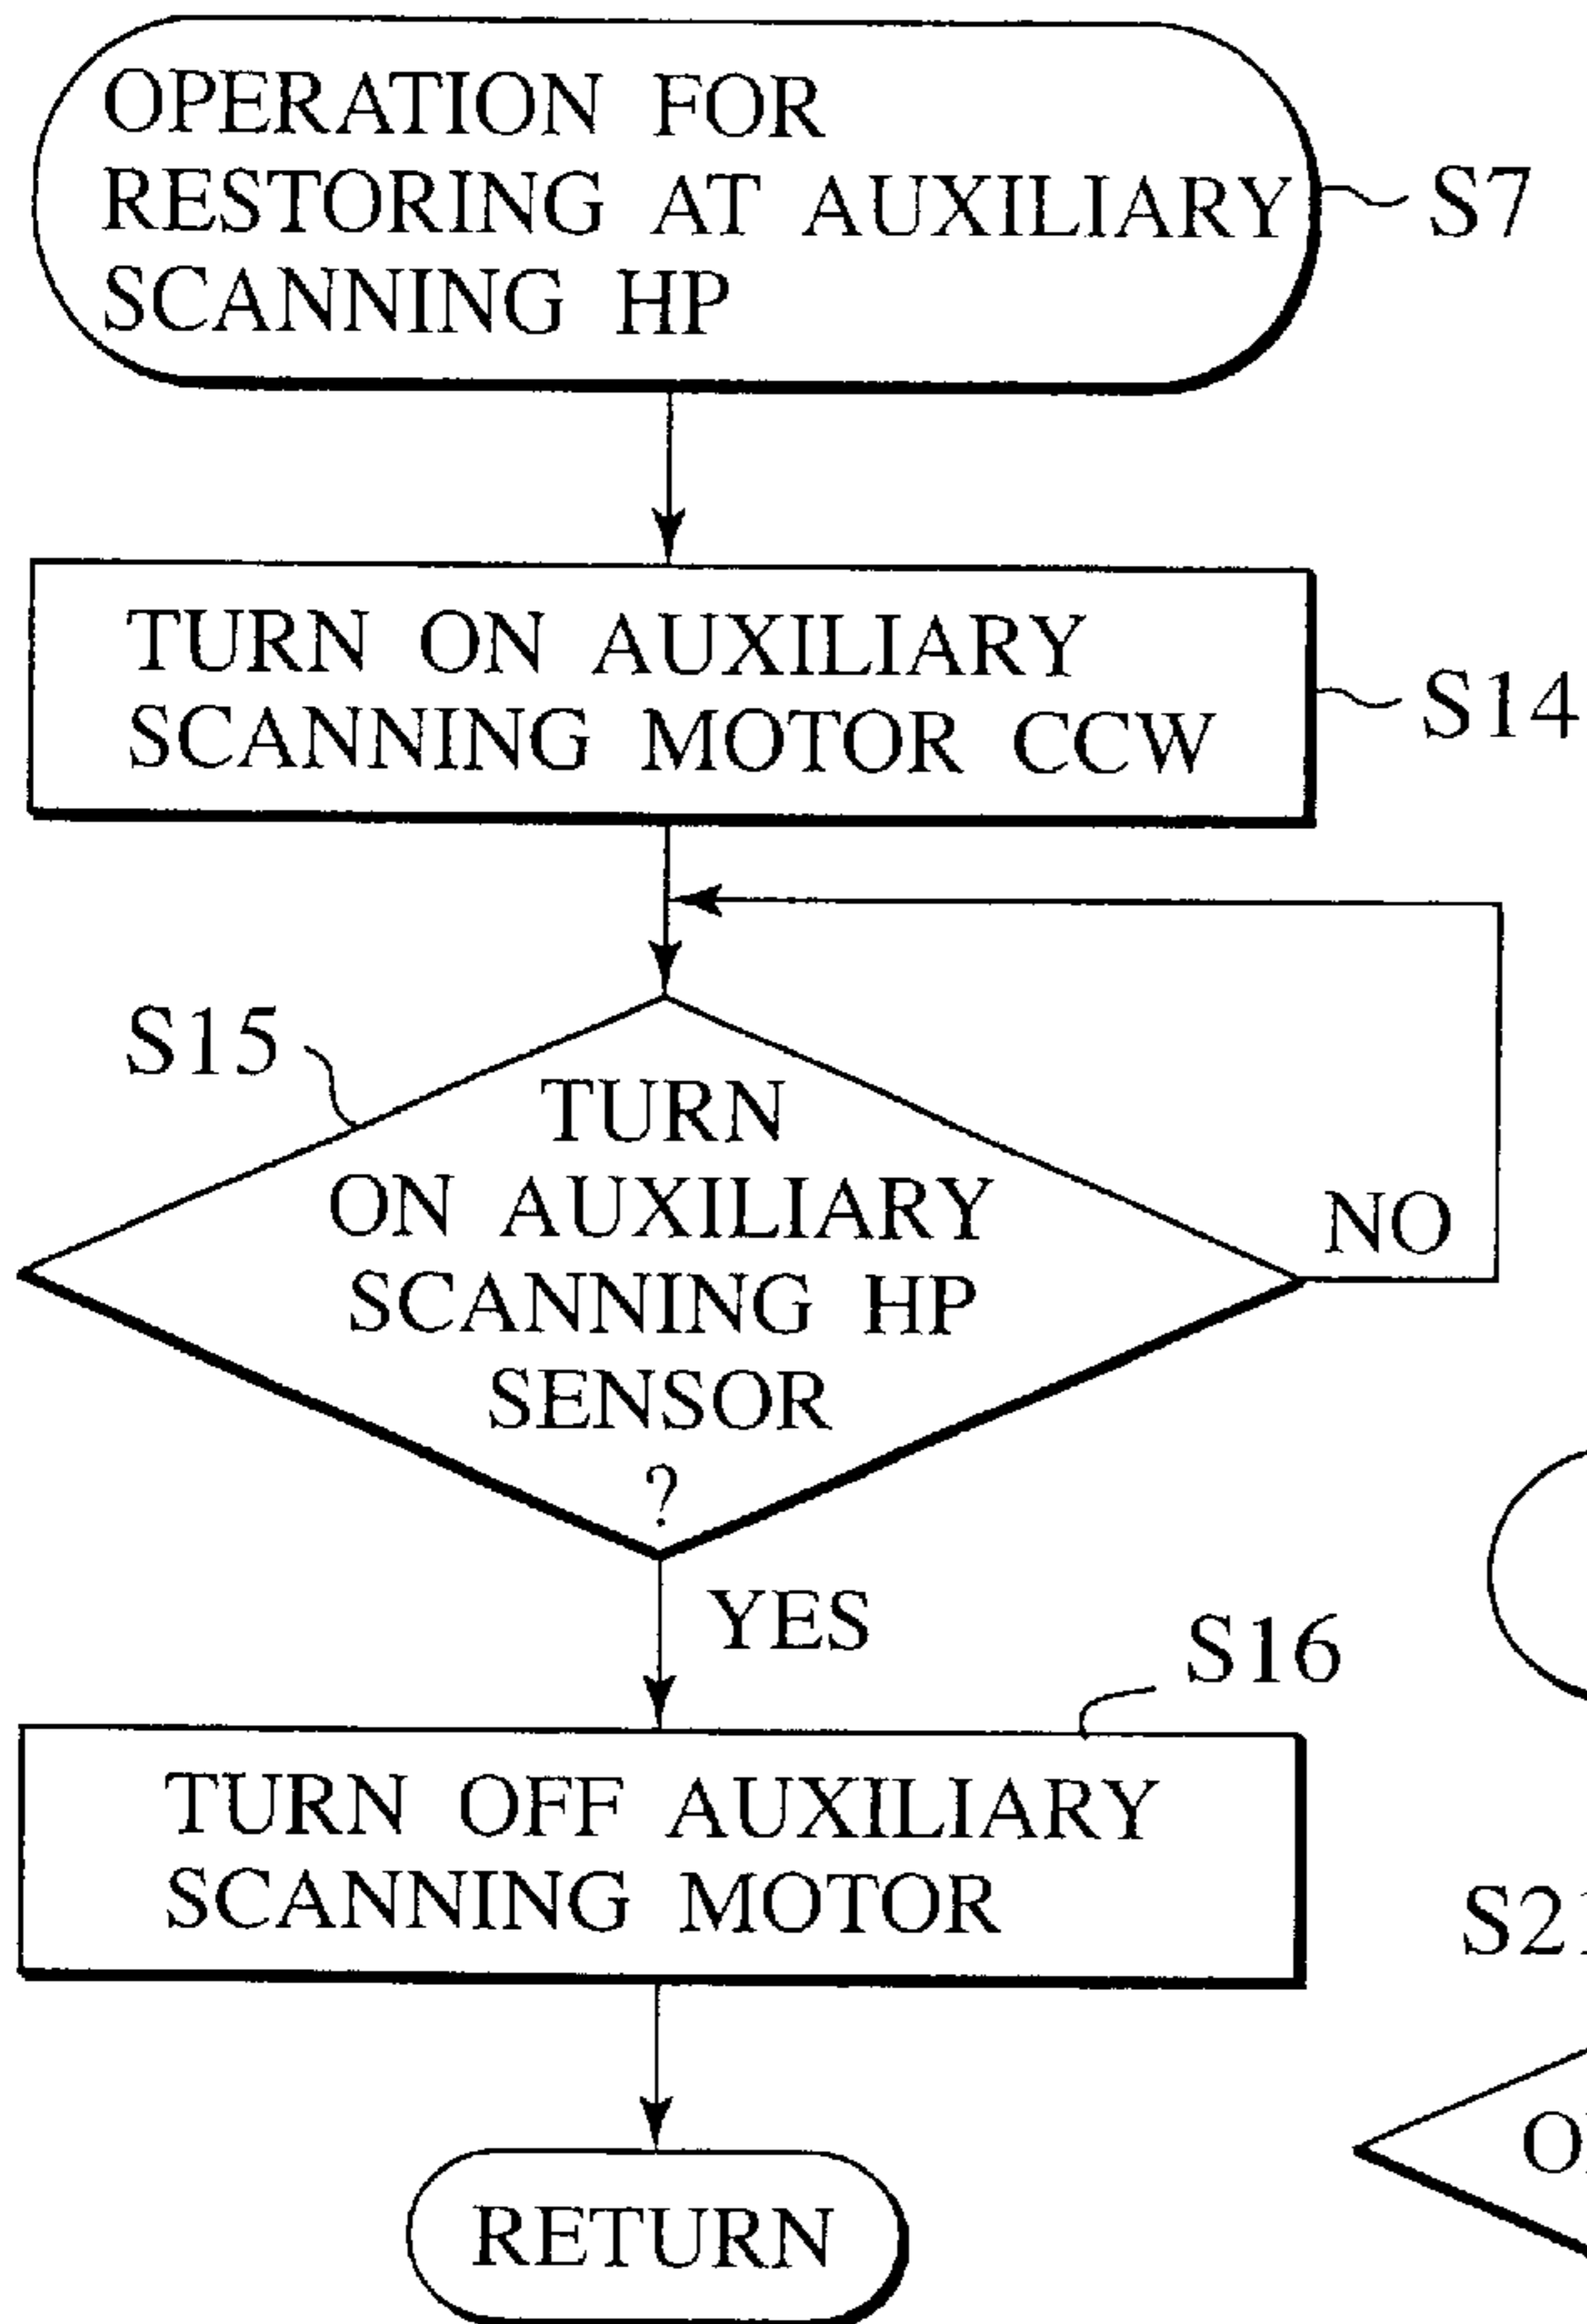 OPERATION FOR
RESTORING AT AUXILIARY
SCANNING HP
S7
TURN ON AUXILIARY
SCANNING MOTOR CCW
S14
S15
TURN
ON AUXILIARY
SCANNING HP
SENSOR
?
NO
YES
S16
TURN OFF AUXILIARY
SCANNING MOTOR
RETURN